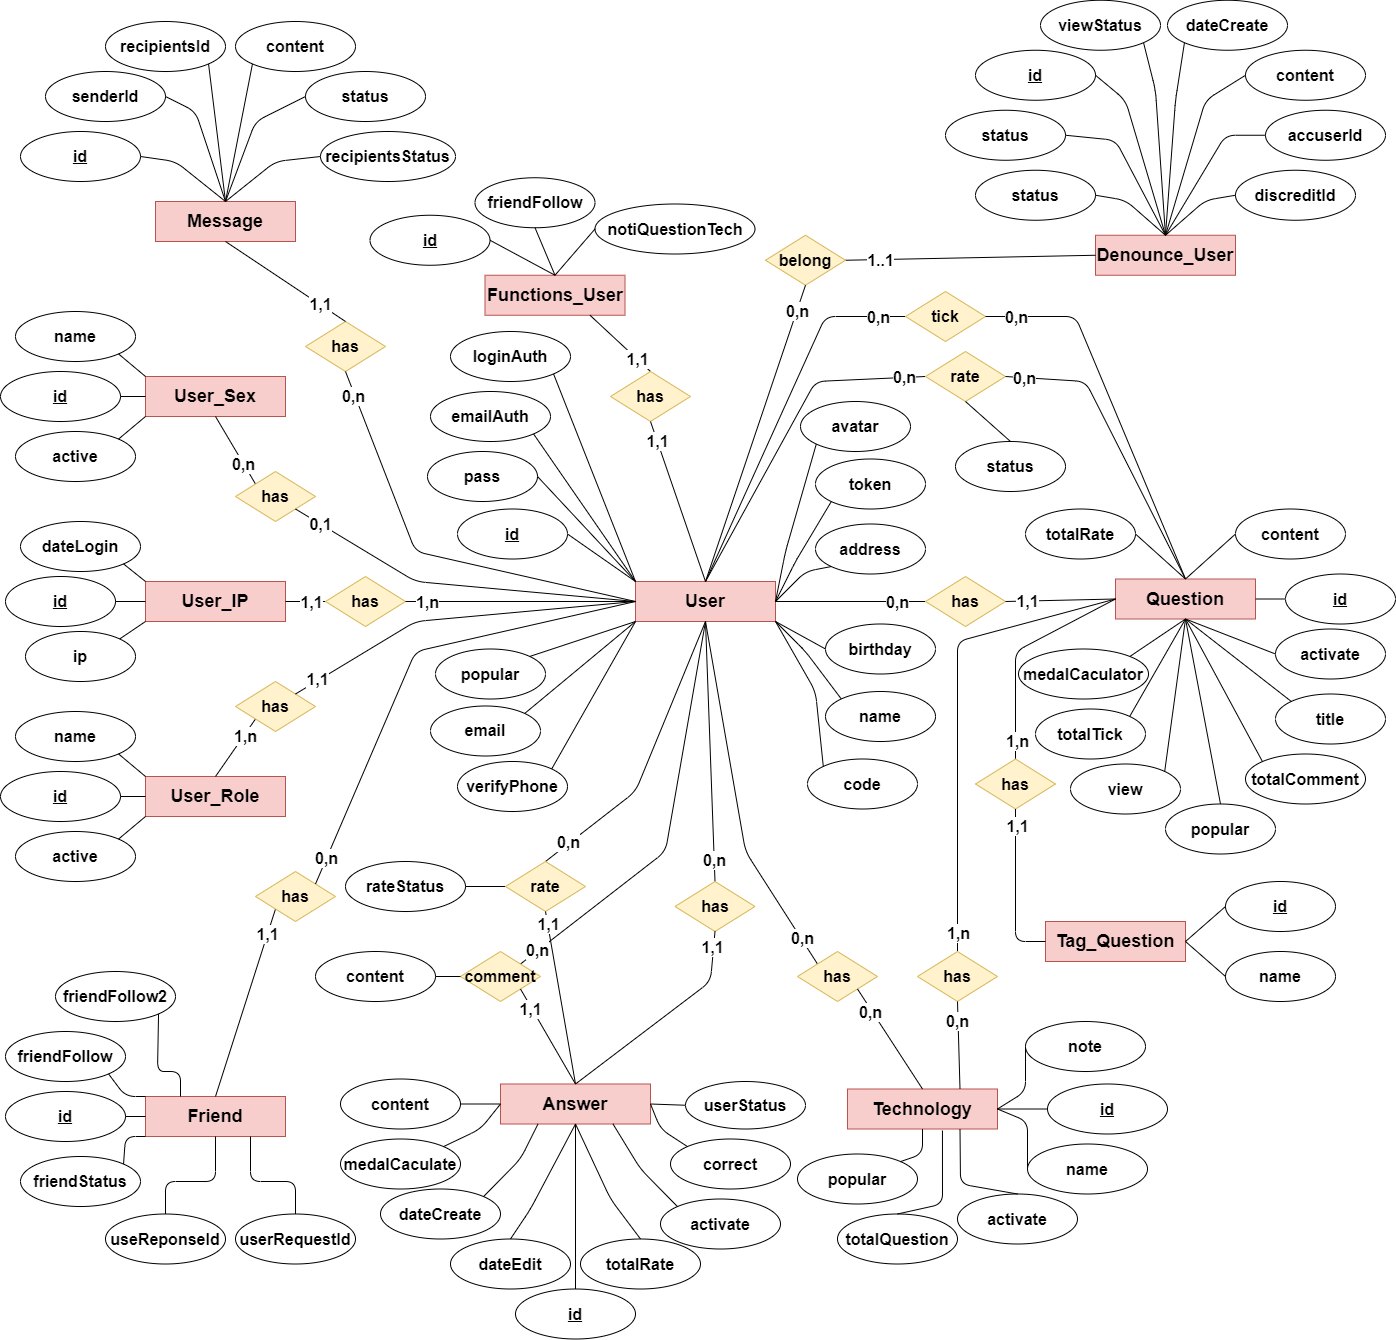 viewStatus
dateCreate
recipientsId
content
id
content
senderId
status
status
accuserId
id
recipientsStatus
status
discreditId
Message
friendFollow
notiQuestionTech
id
Denounce_User
belong
1..1
Functions_User
1,1
0,n
0,n
tick
0,n
name
has
loginAuth
1,1
0,n
rate
0,n
User_Sex
id
0,n
has
emailAuth
avatar
1,1
active
0,n
status
pass
token
has
0,1
id
totalRate
content
dateLogin
address
User_IP
id
1,1
has
1,n
User
0,n
has
1,1
Question
id
ip
birthday
activate
popular
medalCaculator
1,1
has
name
title
email
totalTick
name
1,n
1,n
totalComment
verifyPhone
code
has
view
User_Role
id
1,1
popular
0,n
active
0,n
0,n
rateStatus
rate
has
has
id
1,1
1,1
0,n
1,n
Tag_Question
1,1
0,n
content
comment
has
has
name
friendFollow2
1,1
0,n
0,n
note
friendFollow
content
userStatus
Answer
Technology
id
id
Friend
medalCaculate
correct
name
friendStatus
popular
dateCreate
activate
activate
useReponseId
userRequestId
totalQuestion
dateEdit
totalRate
id